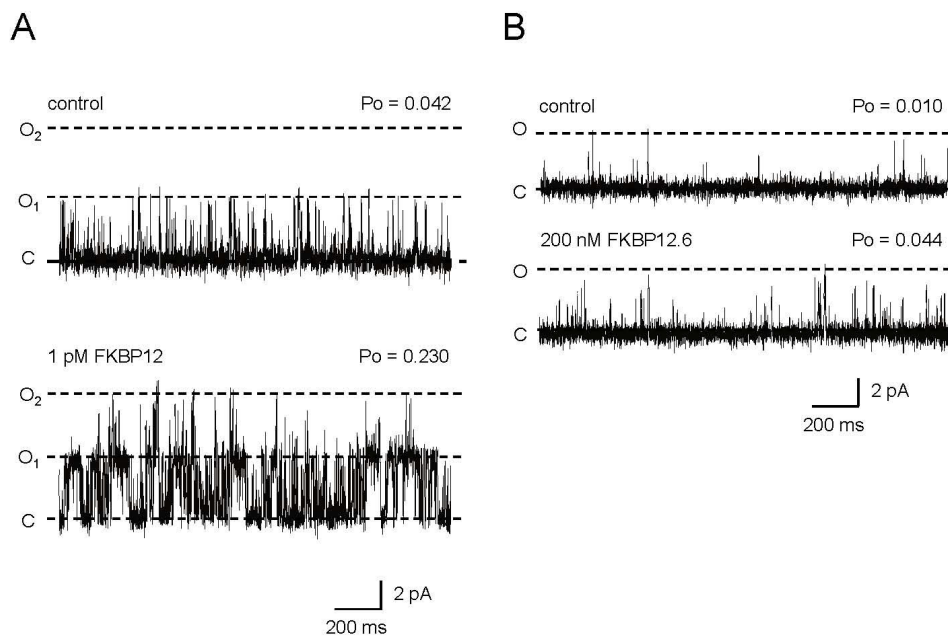 A
control Po = 0.042
O2
O1
C
1 pM FKBP12 Po = 0.230
O2
O1
C
2 pA
200 ms
B
control Po = 0.010
O
C
200 nM FKBP12.6 Po = 0.044
O
C
2 pA
200 ms